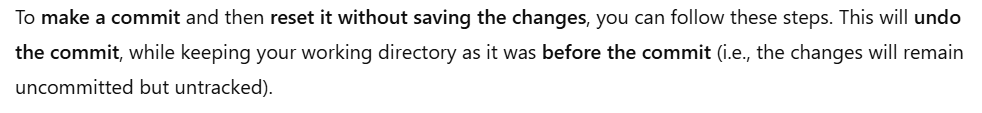 To make a commit and then reset it without saving the changes, you can follow these steps. This will undo
the commit, while keeping your working directory as it was before the commit (i.e., the changes will remain
uncommitted but untracked).